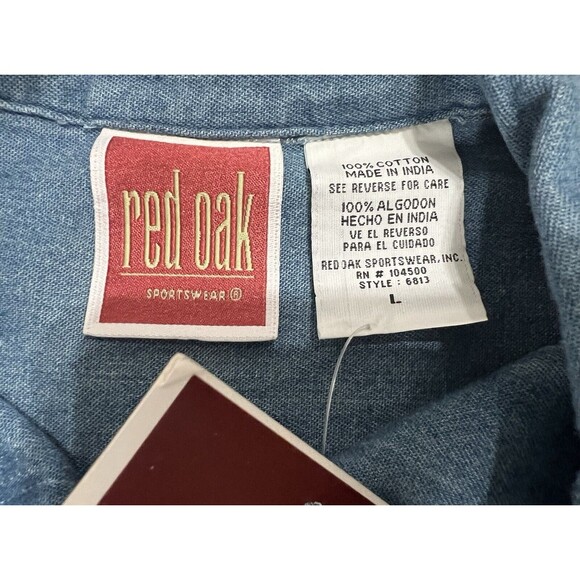 red oak
SPORTSWEAR®
100% COTTON
MADE IN INDIA
SEE REVERSE FOR CARE
100% ALGODON
HECHO EN INDIA
VE EL REVERSO
PARA EL CUIDADO
RED OAK SPORTSWEAR, INC.
RN # 104500
STYLE : 6813
L